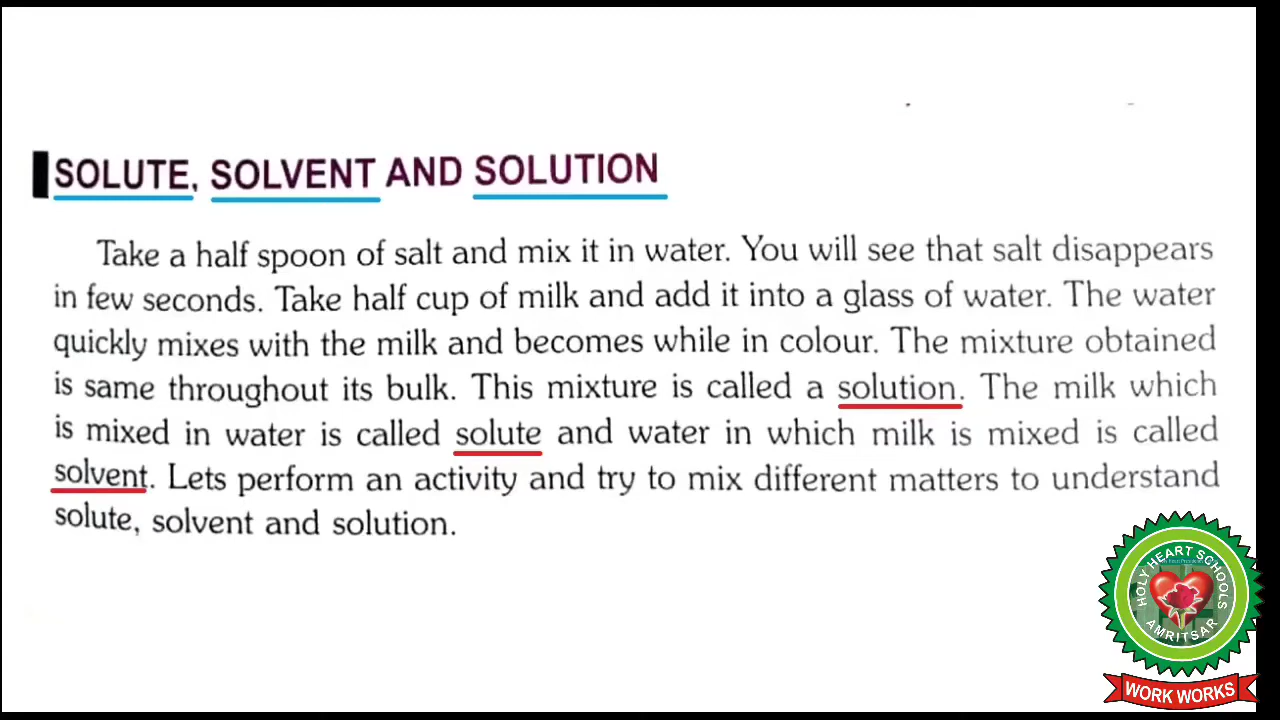 SOLUTE, SOLVENT AND SOLUTION
Take a half spoon of salt and mix it in water. You will see that salt disappears
in few seconds. Take half cup of milk and add it into a glass of water. The water
quickly mixes with the milk and becomes while in colour. The mixture obtained
is same throughout its bulk. This mixture is called a solution. The milk which
is mixed in water is called solute and water in which milk is mixed is called
solvent. Lets perform an activity and try to mix different matters to understand
solute, solvent and solution.
HOLY HEART SCHOOLS
AMRITSAR
WORK WORKS